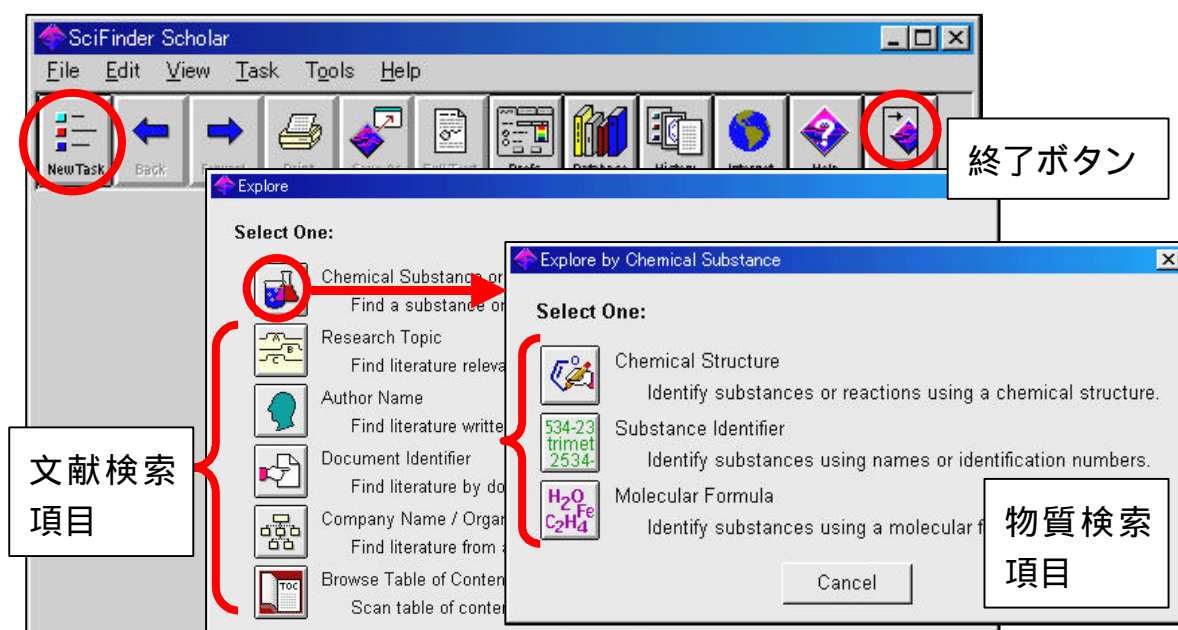 SciFinder Scholar
File Edit View Task Tools Help
NewTask Back Prefs History Internet Help
終了ボタン
Explore
Select One:
Chemical Substance or
Find a substance or
Research Topic
Find literature releva
Author Name
Find literature writte
Document Identifier
Find literature by do
Company Name / Organ
Find literature from
Browse Table of Conten
Scan table of conter
文献検索
項目
Explore by Chemical Substance
Select One:
Chemical Structure
Identify substances or reactions using a chemical structure.
534-23
trimet
2534-
Substance Identifier
Identify substances using names or identification numbers.
H2O
Fe
C2H4
Molecular Formula
Identify substances using a molecular f
Cancel
物質検索
項目
TOC